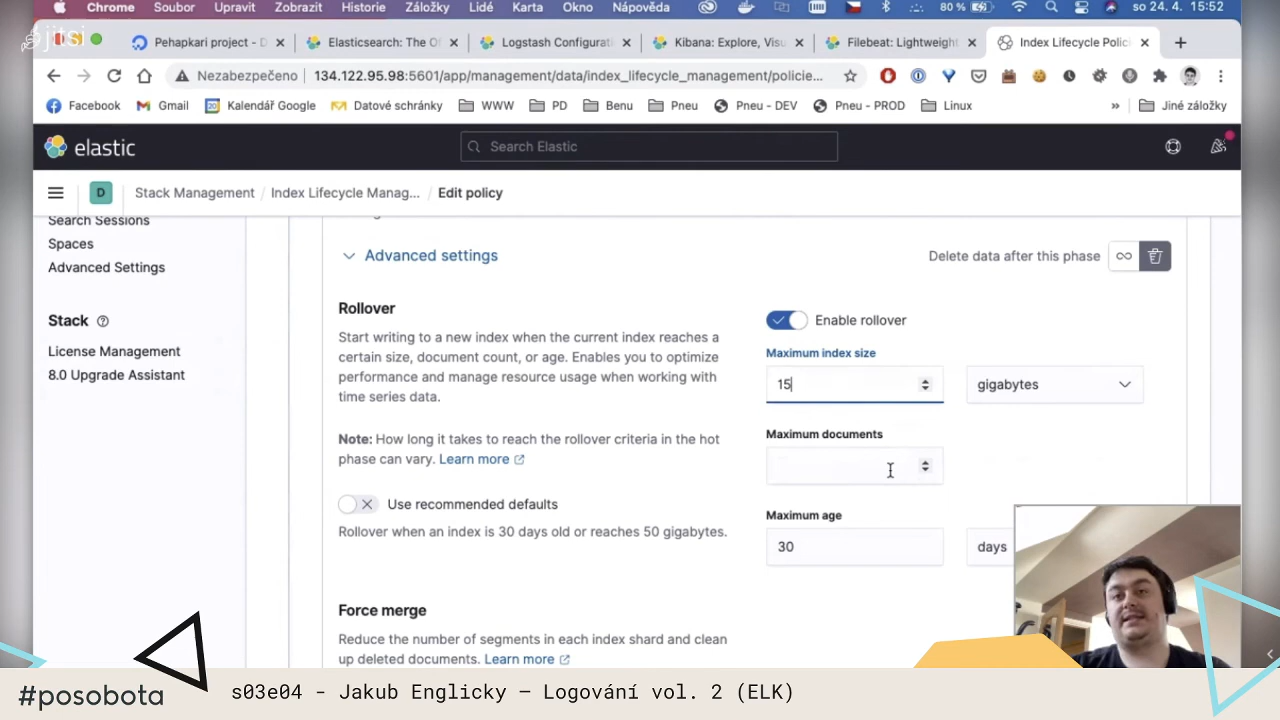 Chrome Soubor Upravit Zobrazit Historie Záložky Lidé Karta Okno Nápověda 80 % so 24. 4. 15:52
jitsi
Pehapkari project - D Elasticsearch: The Of Logstash Configurati Kibana: Explore, Visu Filebeat: Lightweight Index Lifecycle Polic
Nezabezpečeno 134.122.95.98:5601/app/management/data/index_lifecycle_management/policie...
Facebook Gmail Kalendář Google Datové schránky WWW PD Benu Pneu Pneu - DEV Pneu - PROD Linux » Jiné záložky
elastic Search Elastic
D Stack Management / Index Lifecycle Manag... / Edit policy
Search Sessions
Spaces
Advanced Settings
Stack
License Management
8.0 Upgrade Assistant
Advanced settings Delete data after this phase
Rollover
Start writing to a new index when the current index reaches a
certain size, document count, or age. Enables you to optimize
performance and manage resource usage when working with
time series data.
Note: How long it takes to reach the rollover criteria in the hot
phase can vary. Learn more
Use recommended defaults
Rollover when an index is 30 days old or reaches 50 gigabytes.
Enable rollover
Maximum index size
15 gigabytes
Maximum documents
Maximum age
30 days
Force merge
Reduce the number of segments in each index shard and clean
up deleted documents. Learn more
#posobota s03e04 - Jakub Englicky – Logování vol. 2 (ELK)